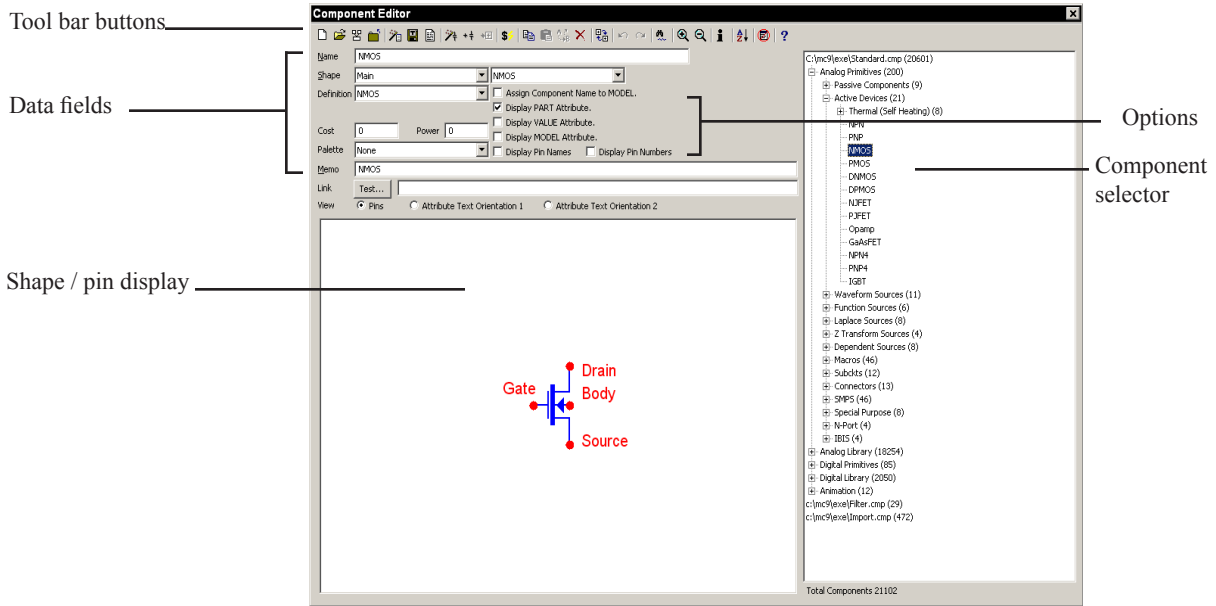 Component Editor
Tool bar buttons
Name NMOS
Shape Main NMOS
Definition NMOS Assign Component Name to MODEL.
Display PART Attribute.
Display VALUE Attribute.
Cost 0 Power 0 Display MODEL Attribute.
Palette None Display Pin Names Display Pin Numbers
Memo NMOS
Link Test...
View Pins Attribute Text Orientation 1 Attribute Text Orientation 2
Data fields
Shape / pin display
Gate
Drain
Body
Source
C:\mc9\exe\Standard.cmp (20601)
Analog Primitives (200)
Passive Components (9)
Active Devices (21)
Thermal (Self Heating) (8)
NPN
PNP
NMOS
PMOS
DNMOS
DPMOS
NJFET
PJFET
Opamp
GaAsFET
NPN4
PNP4
IGBT
Waveform Sources (11)
Function Sources (6)
Laplace Sources (8)
Z Transform Sources (4)
Dependent Sources (8)
Macros (46)
Subckts (12)
Connectors (13)
SMPS (46)
Special Purpose (8)
N-Port (4)
IBIS (4)
Analog Library (18254)
Digital Primitives (85)
Digital Library (2050)
Animation (12)
c:\mc9\exe\Filter.cmp (29)
c:\mc9\exe\Import.cmp (472)
Total Components 21102
Options
Component
selector